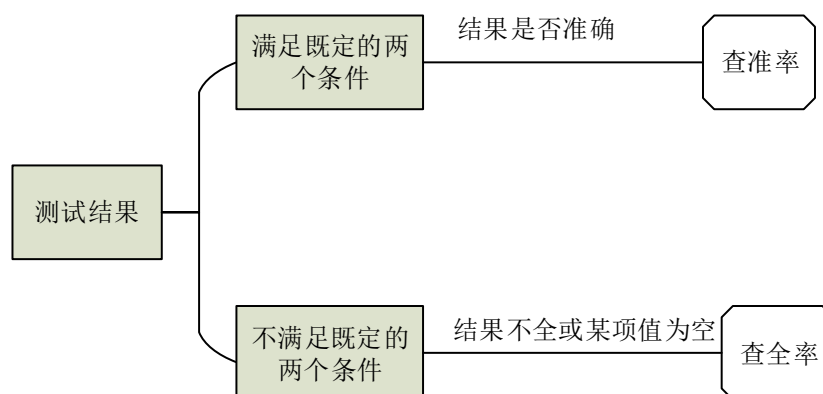 满足既定的两
个条件
结果是否准确
查准率
测试结果
不满足既定的
两个条件
结果不全或某项值为空
查全率